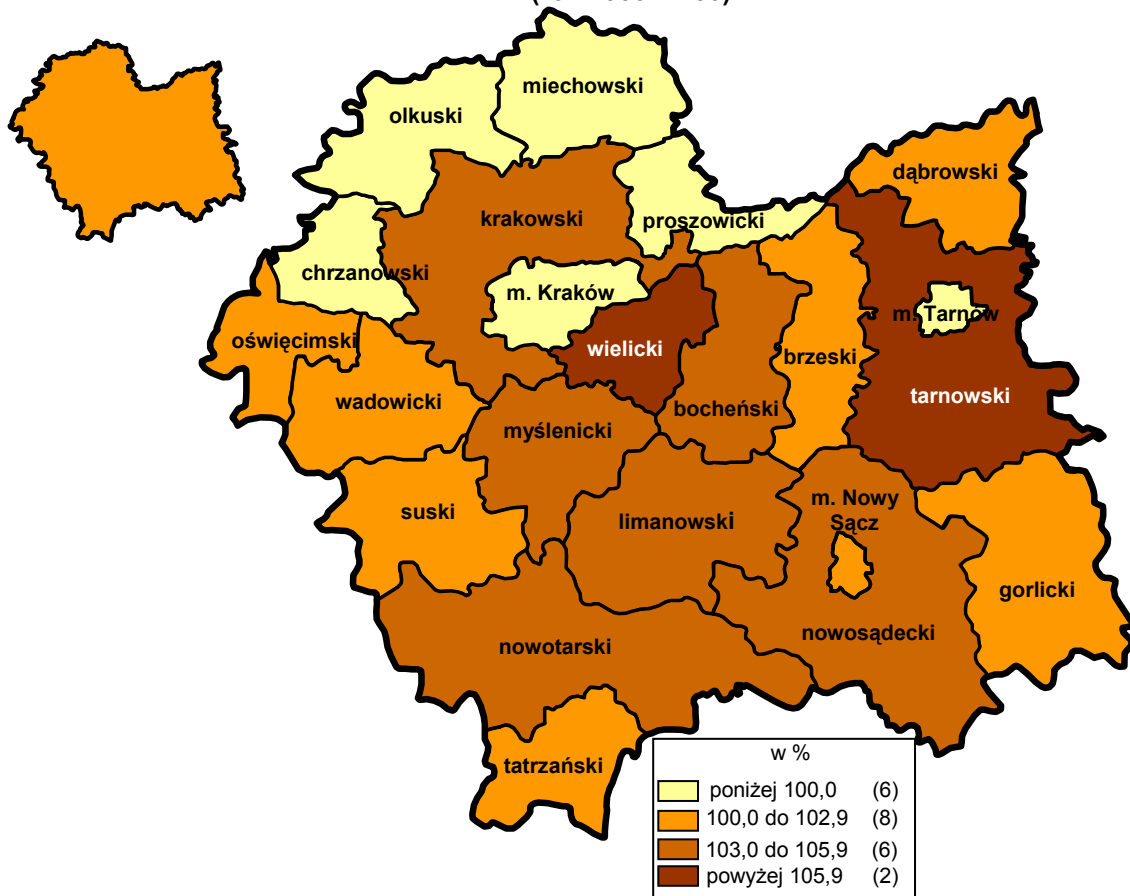 miechowski
olkuski
dąbrowski
krakowski
proszowicki
chrzanowski
m. Kraków
m. Tarnów
oświęcimski
wielicki
brzeski
tarnowski
wadowicki
bocheński
myślenicki
m. Nowy
Sącz
suski
limanowski
gorlicki
nowosądecki
nowotarski
tatrzański
w %
poniżej 100,0 (6)
100,0 do 102,9 (8)
103,0 do 105,9 (6)
powyżej 105,9 (2)